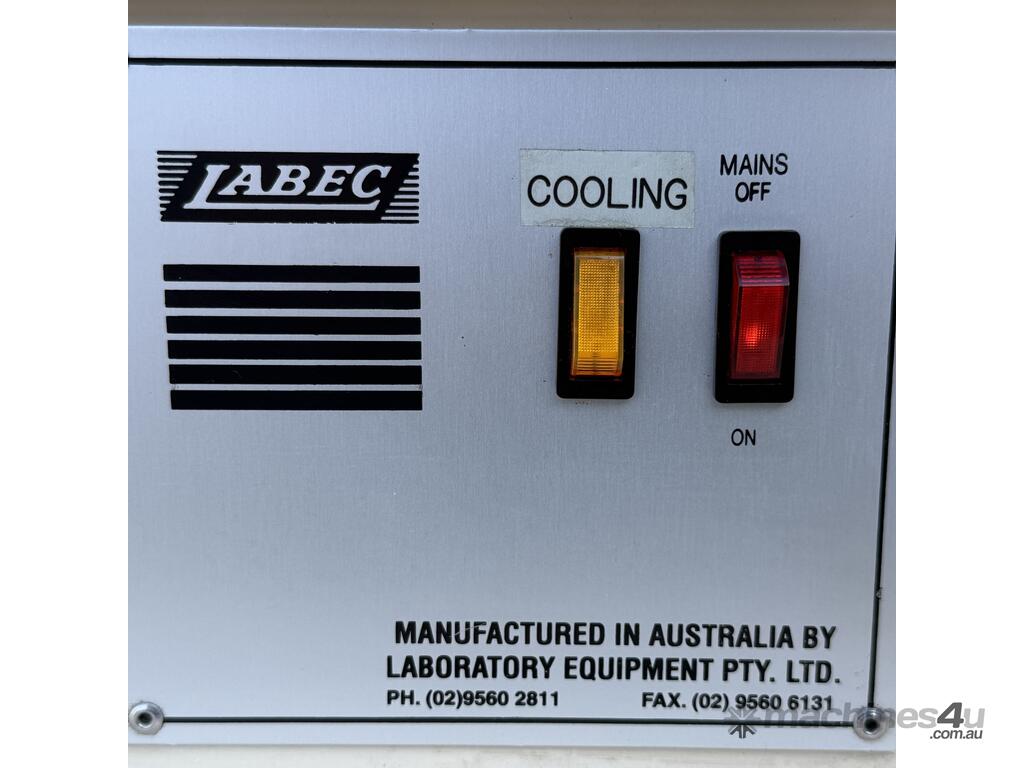 LABEC
COOLING
MAINS
OFF
ON
MANUFACTURED IN AUSTRALIA BY
LABORATORY EQUIPMENT PTY. LTD.
PH. (02)9560 2811 FAX. (02) 9560 6131
machines4u
.com.au